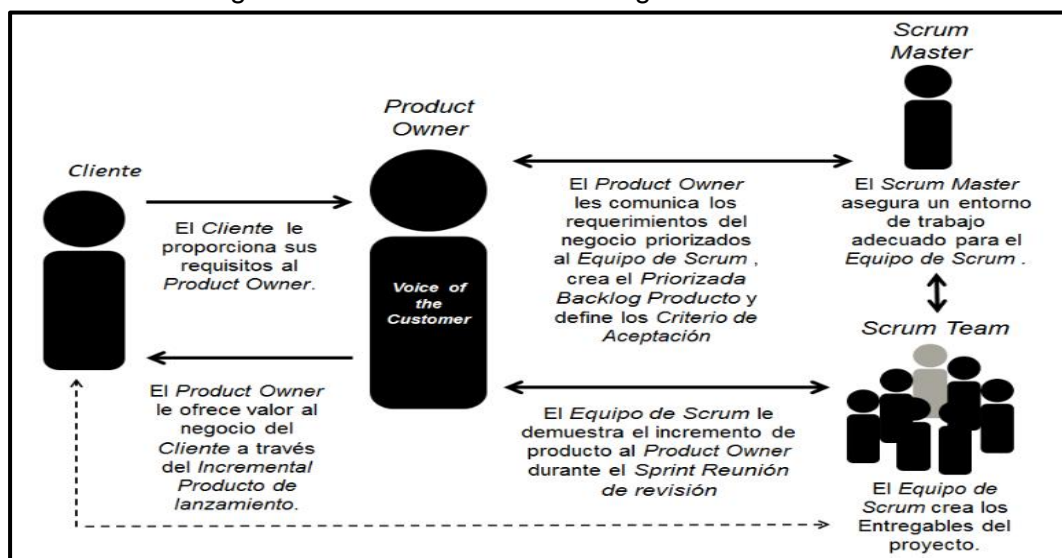 Cliente
El Cliente le
proporciona sus
requisitos al
Product Owner.
El Product Owner
le ofrece valor al
negocio del
Cliente a través
del Incremental
Producto de
lanzamiento.
Product
Owner
Voice of
the
Customer
El Product Owner
les comunica los
requerimientos del
negocio priorizados
al Equipo de Scrum ,
crea el Priorizada
Backlog Producto y
define los Criterio de
Aceptación
El Equipo de Scrum le
demuestra el incremento de
producto al Product Owner
durante el Sprint Reunión
de revisión
Scrum
Master
El Scrum Master
asegura un entorno
de trabajo
adecuado para el
Equipo de Scrum .
Scrum Team
El Equipo de
Scrum crea los
Entregables del
proyecto.